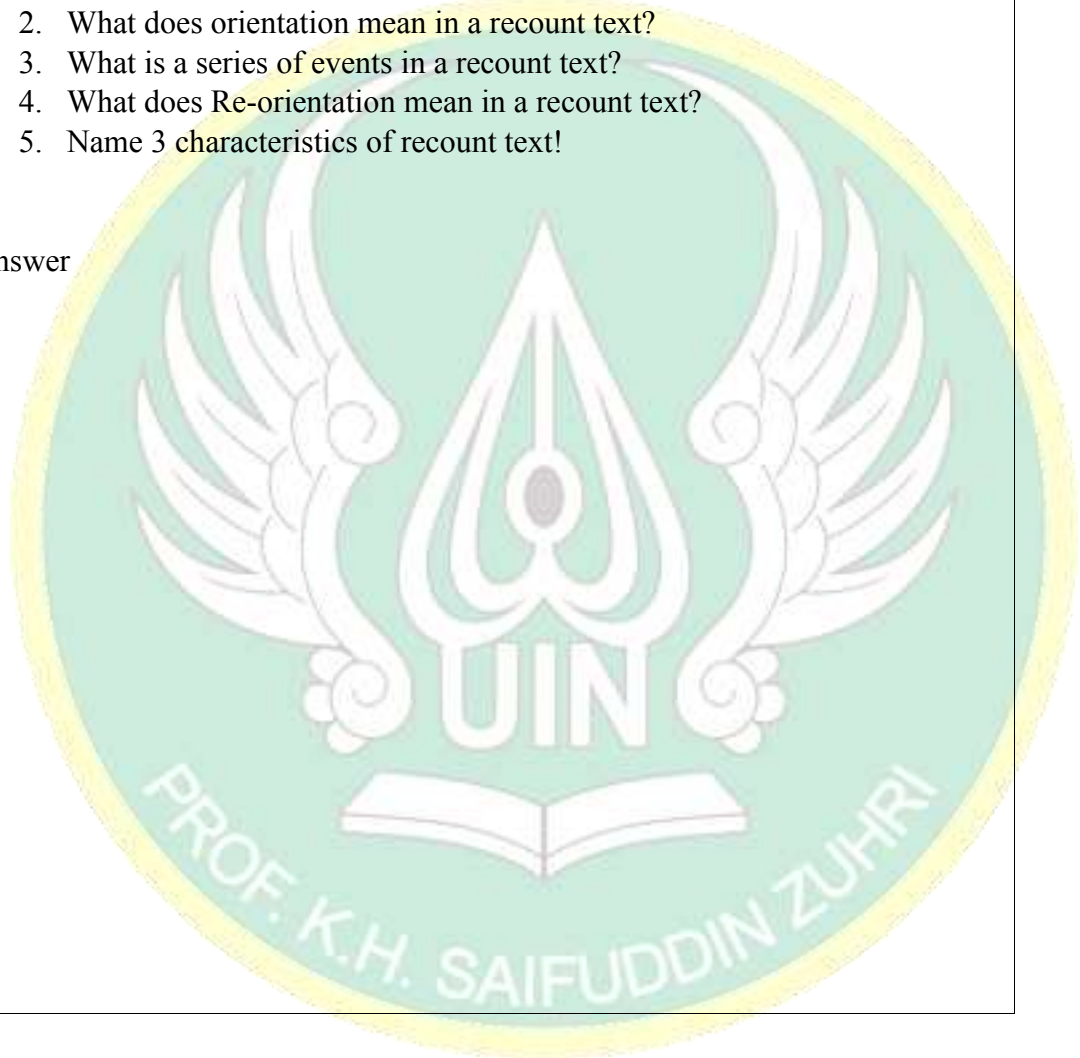 2. What does orientation mean in a recount text?
3. What is a series of events in a recount text?
4. What does Re-orientation mean in a recount text?
5. Name 3 characteristics of recount text!
nswer
UIN
PROF. K.H. SAIFUDDIN ZUHRI